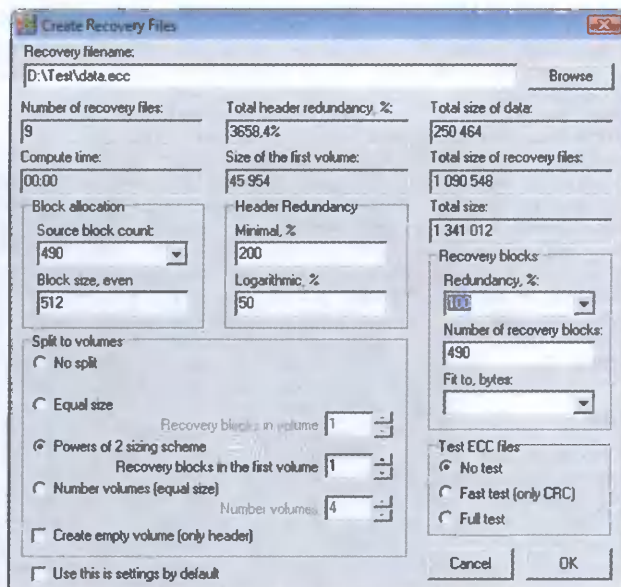 Create Recovery Files
Recovery filename:
D:\Test\data.ecc
Browse
Number of recovery files:
9
Total header redundancy, %:
3658,4%
Total size of data:
250 464
Compute time:
00:00
Size of the first volume:
45 954
Total size of recovery files:
1 090 548
Total size:
1 341 012
Block allocation
Source block count:
490
Block size, even
512
Header Redundancy
Minimal, %
200
Logarithmic, %
50
Recovery blocks
Redundancy, %:
100
Number of recovery blocks:
490
Fit to, bytes:
Split to volumes
No split
Equal size
Recovery blocks in volume 1
Powers of 2 sizing scheme
Recovery blocks in the first volume 1
Number volumes (equal size)
Number volumes 4
Create empty volume (only header)
Test ECC files
No test
Fast test (only CRC)
Full test
Use this is settings by default
Cancel
OK